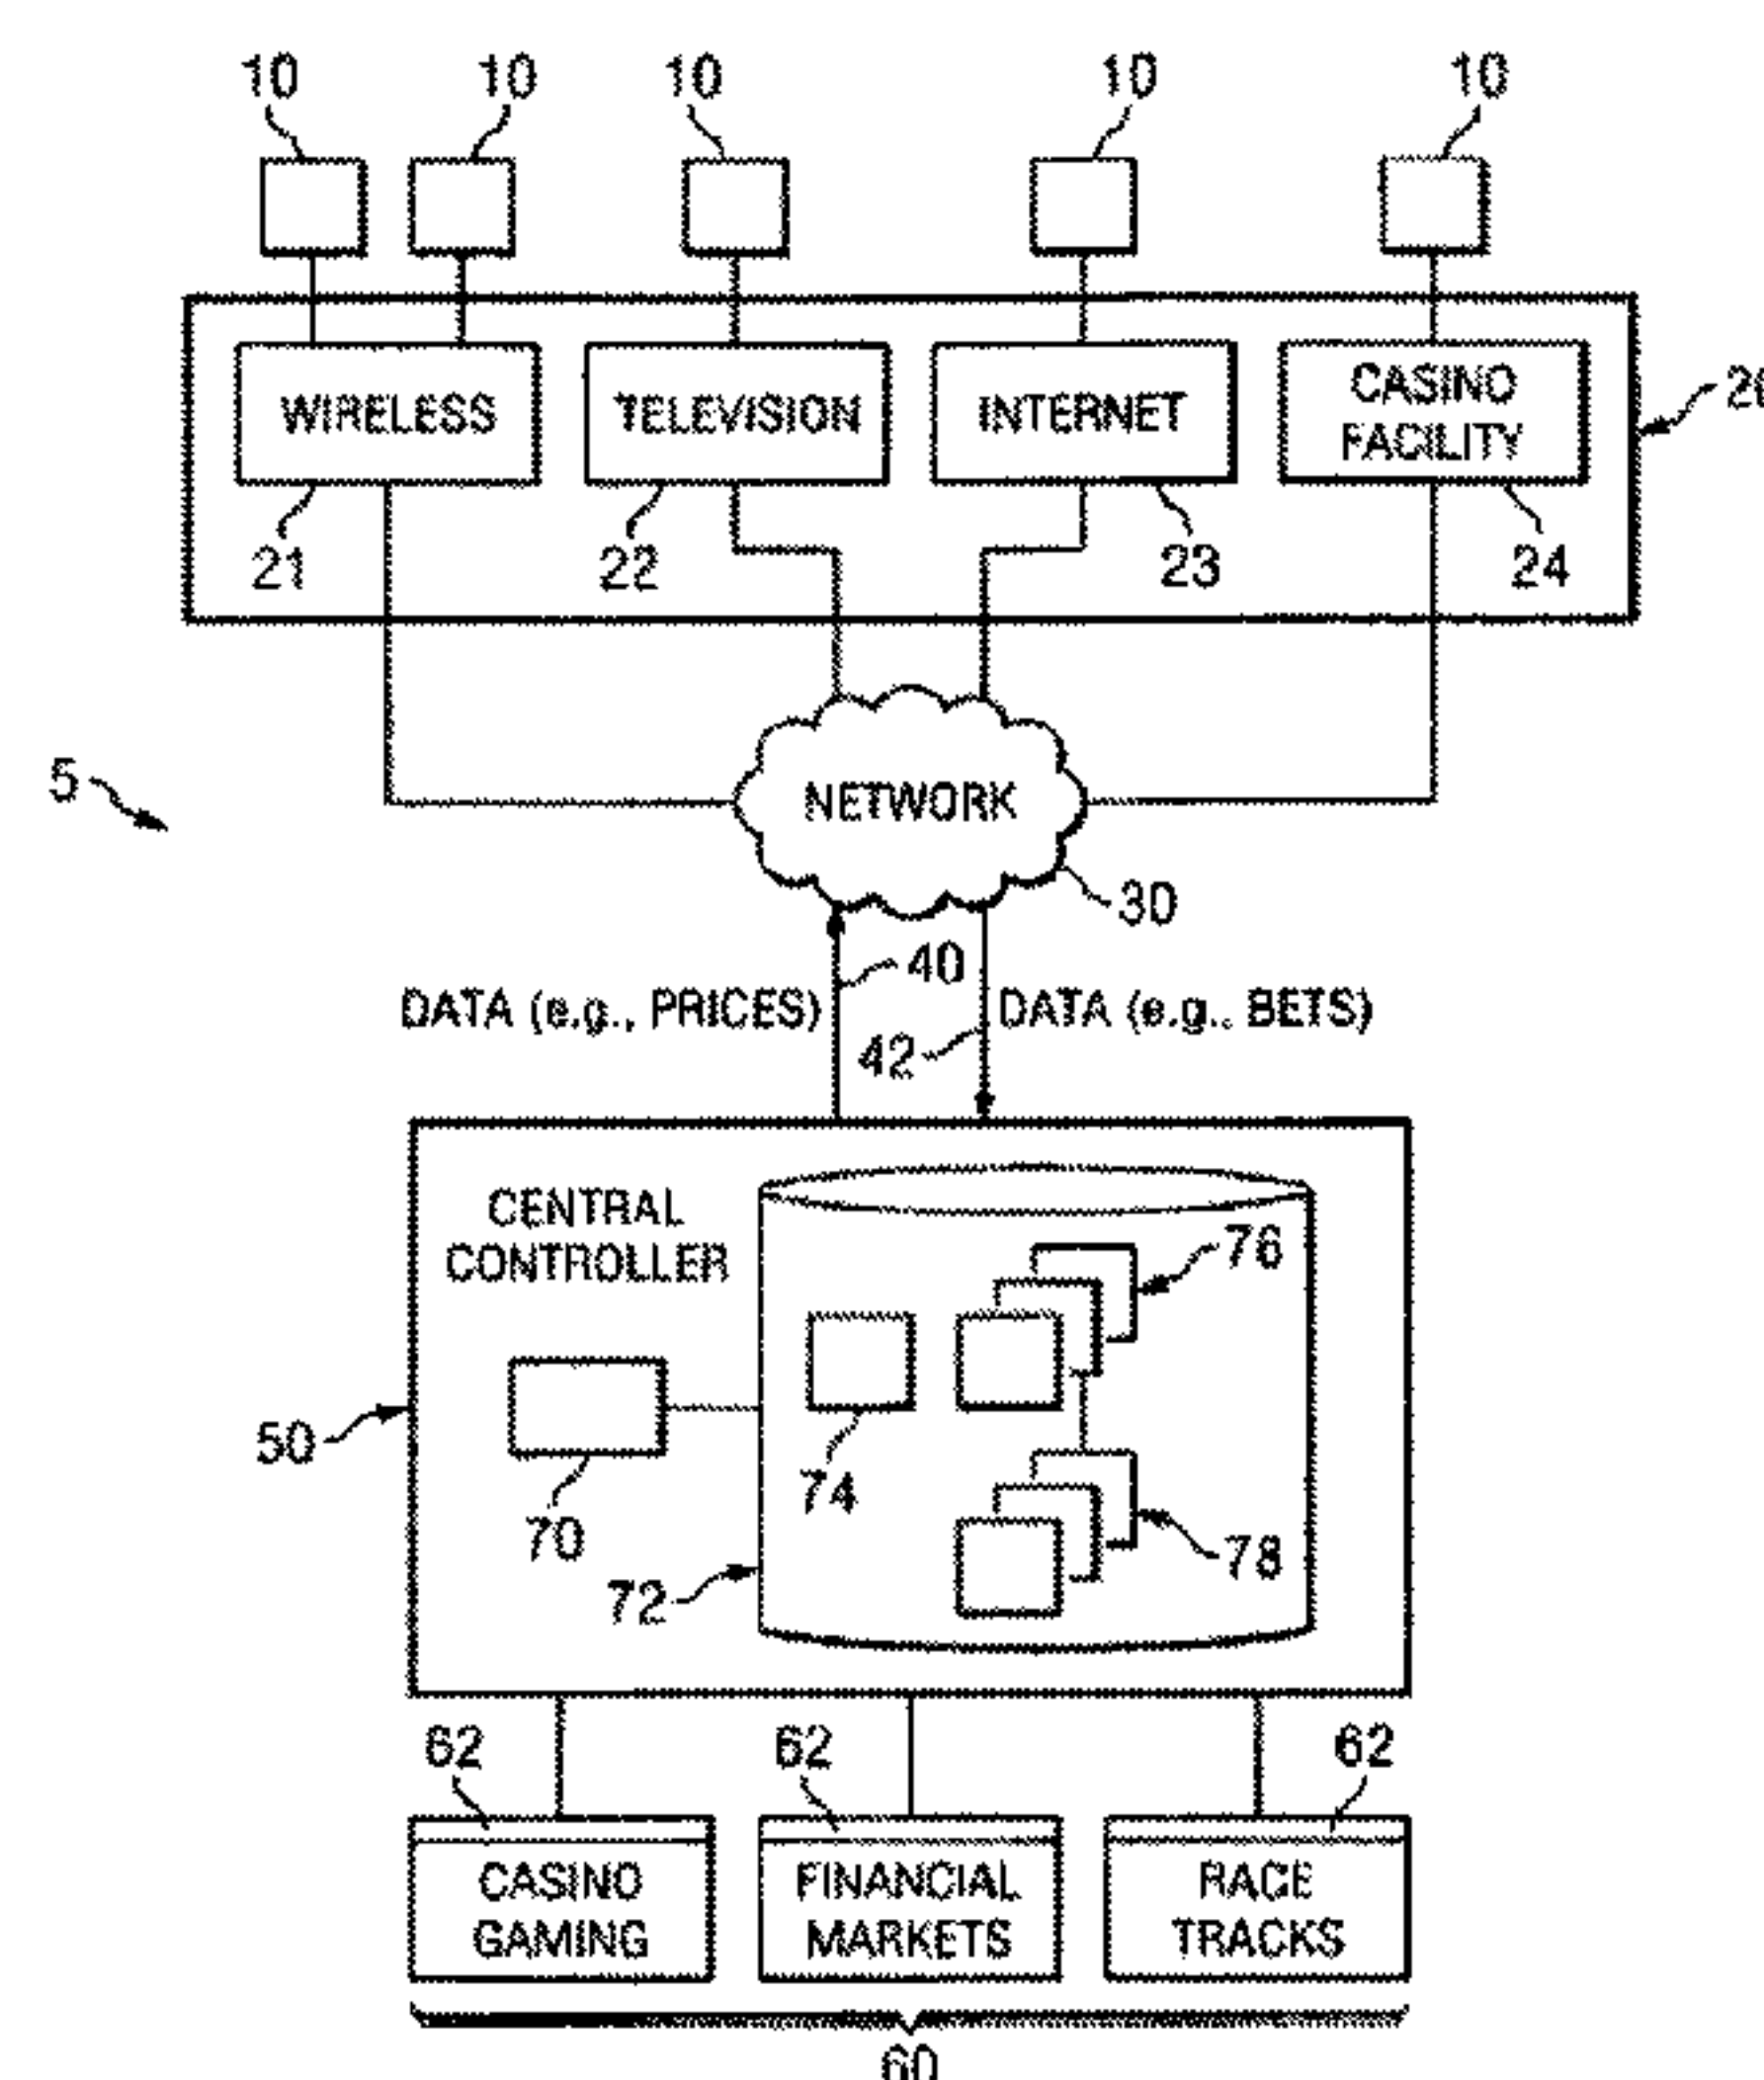 10 10 10 10 10
WIRELESS TELEVISION INTERNET CASINO
FACILITY
21 22 23 24
5
NETWORK
30
40
DATA (e.g., PRICES) DATA (e.g., BETS)
42
CENTRAL
CONTROLLER
76
50
74
70
78
72
62 62 62
CASINO
GAMING
FINANCIAL
MARKETS
RACE
TRACKS
60